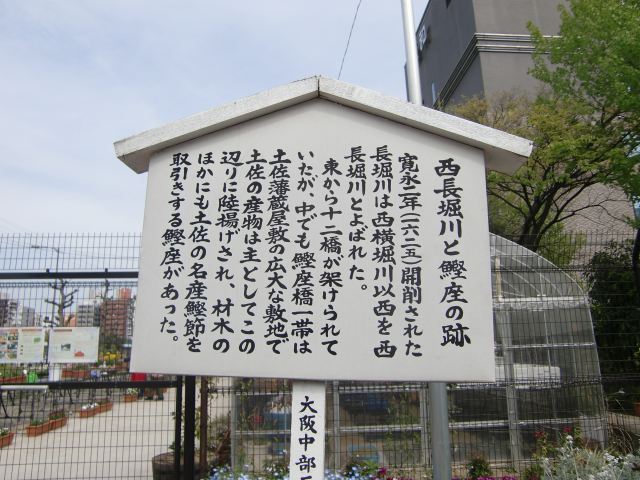 西長堀川と鰹座の跡
寛永二年(一六二五)開削された
長堀川は西横堀川以西を西
長堀川とよばれた。
東から十二橋が架けられて
いたが、中でも鰹座橋一帯は
土佐藩蔵屋敷の広大な敷地で
土佐の産物は主としてこの
辺りに陸揚げされ、材木の
ほかにも土佐の名産鰹節を
取引きする鰹座があった。
大阪中部